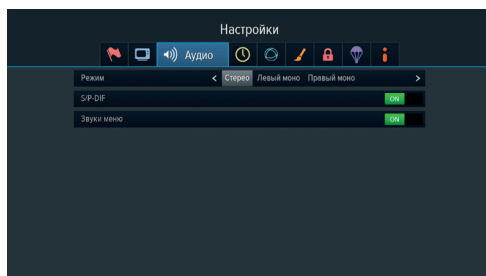 Настройки
Аудио
Режим < Стерео Левый моно Правый моно >
S/P-DIF ON
Звуки меню ON